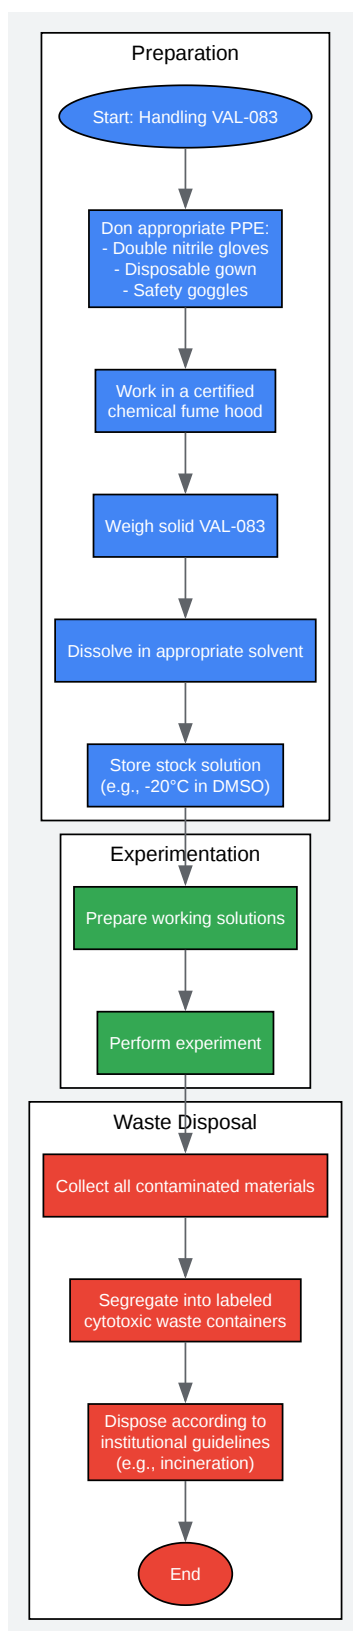 Preparation
Start: Handling VAL-083
Don appropriate PPE:
- Double nitrile gloves
- Disposable gown
- Safety goggles
Work in a certified
chemical fume hood
Weigh solid VAL-083
Dissolve in appropriate solvent
Store stock solution
(e.g., -20°C in DMSO)
Experimentation
Prepare working solutions
Perform experiment
Waste Disposal
Collect all contaminated materials
Segregate into labeled
cytotoxic waste containers
Dispose according to
institutional guidelines
(e.g., incineration)
End